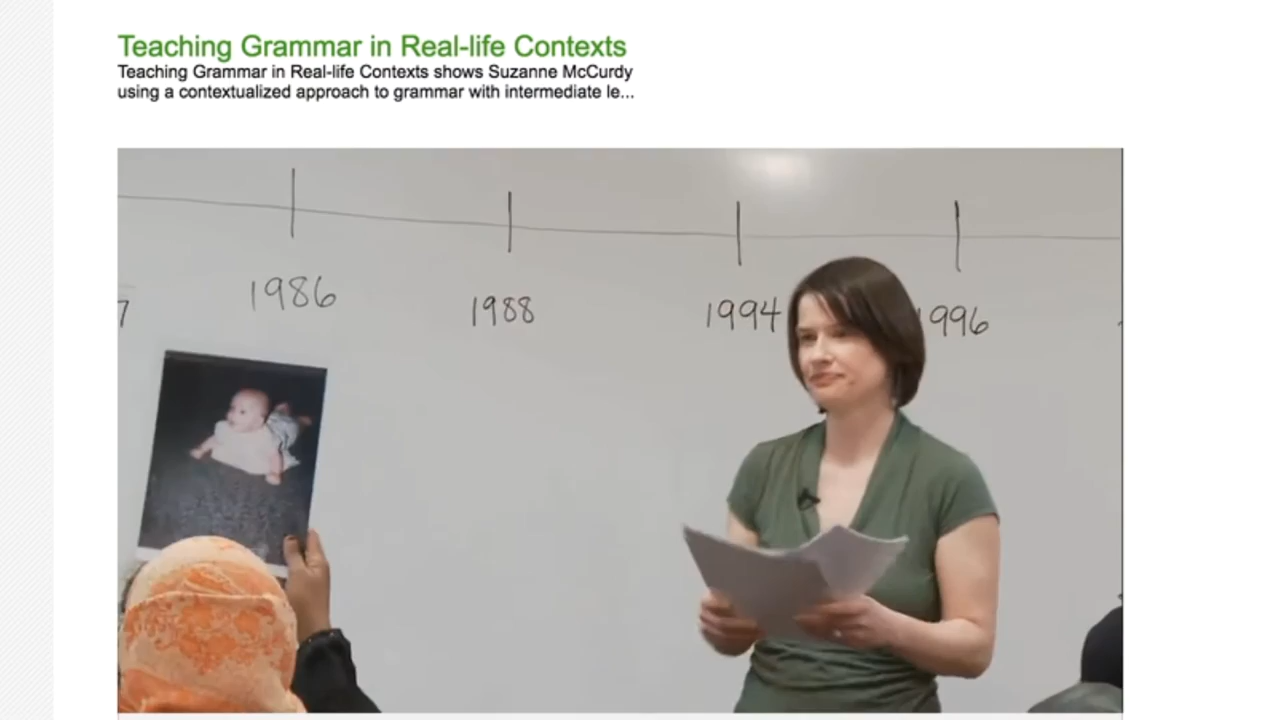 Teaching Grammar in Real-life Contexts
Teaching Grammar in Real-life Contexts shows Suzanne McCurdy
using a contextualized approach to grammar with intermediate le...
7 1986 1988 1994 1996